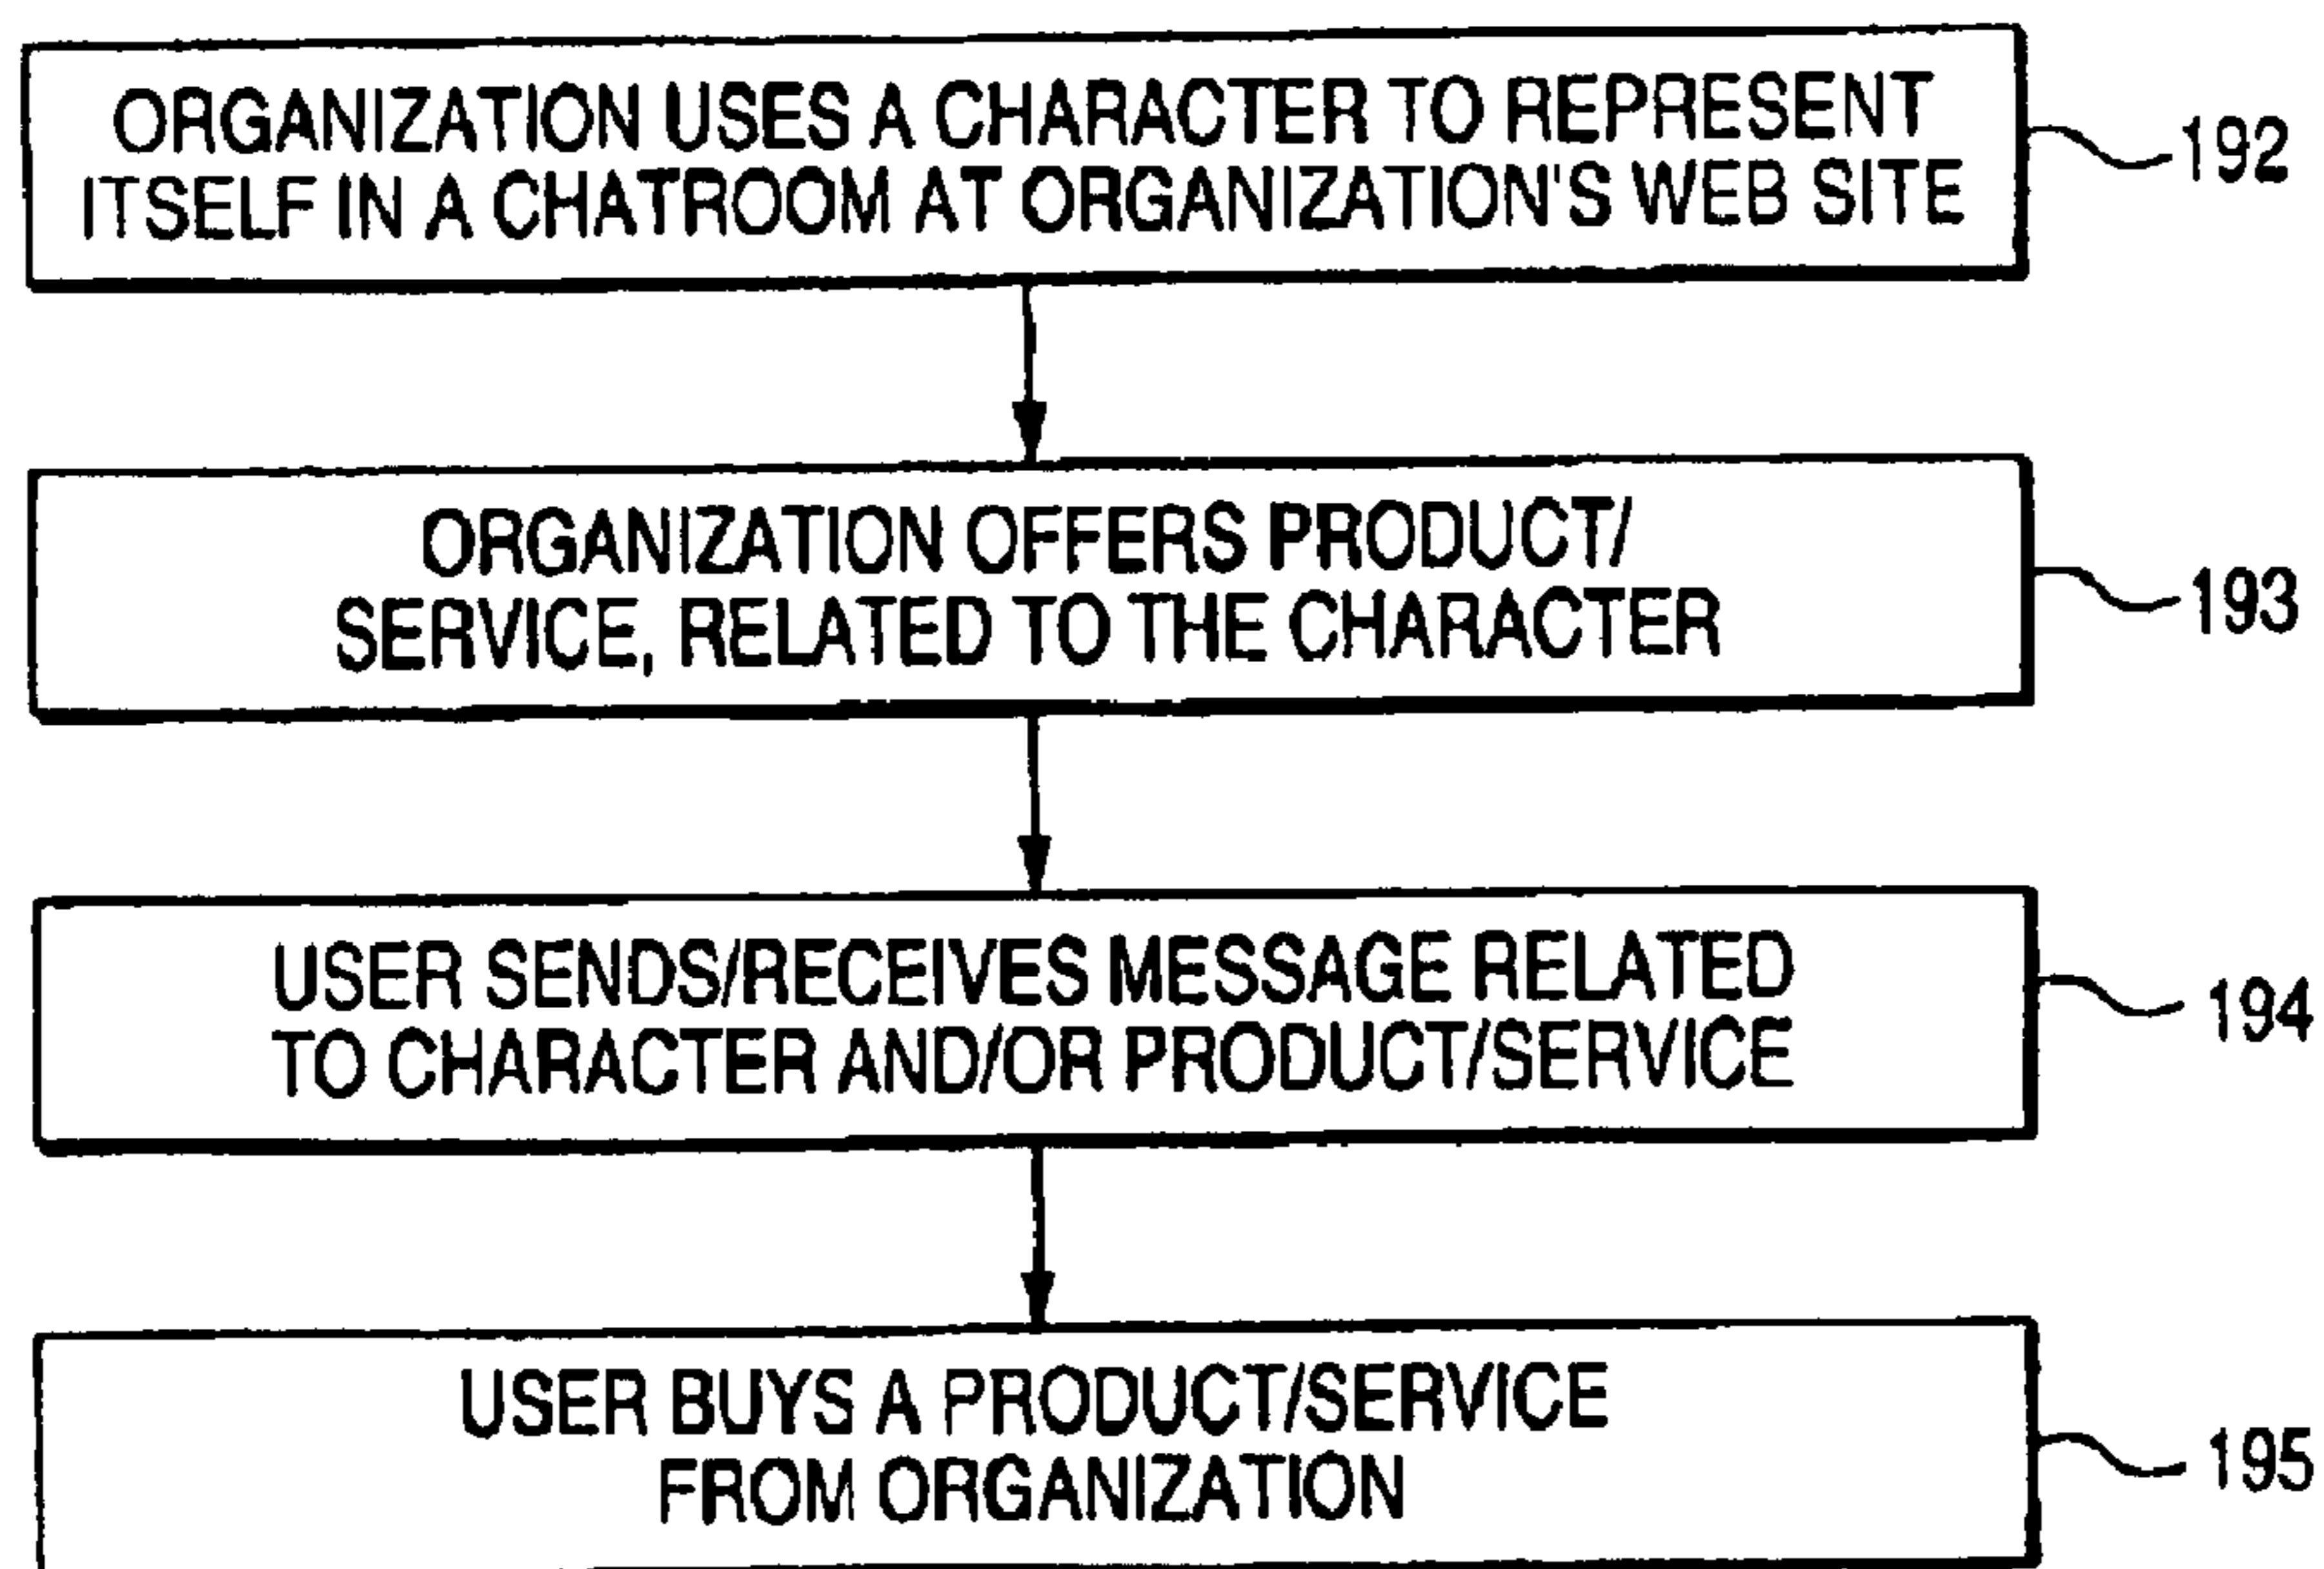 ORGANIZATION USES A CHARACTER TO REPRESENT
ITSELF IN A CHATROOM AT ORGANIZATION'S WEB SITE
192
ORGANIZATION OFFERS PRODUCT/
SERVICE, RELATED TO THE CHARACTER
193
USER SENDS/RECEIVES MESSAGE RELATED
TO CHARACTER AND/OR PRODUCT/SERVICE
194
USER BUYS A PRODUCT/SERVICE
FROM ORGANIZATION
195